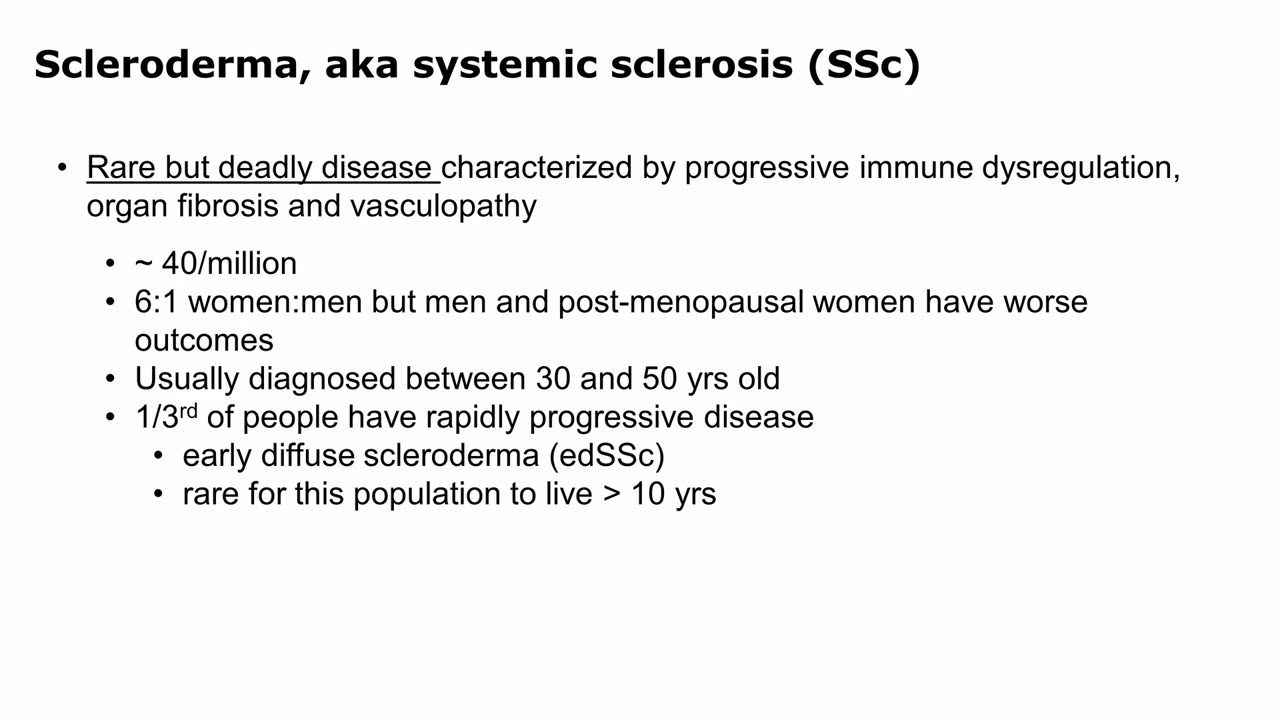 Scleroderma, aka systemic sclerosis (SSc)
• Rare but deadly disease characterized by progressive immune dysregulation,
organ fibrosis and vasculopathy
• ~ 40/million
• 6:1 women:men but men and post-menopausal women have worse
outcomes
• Usually diagnosed between 30 and 50 yrs old
• 1/3rd of people have rapidly progressive disease
• early diffuse scleroderma (edSSc)
• rare for this population to live > 10 yrs